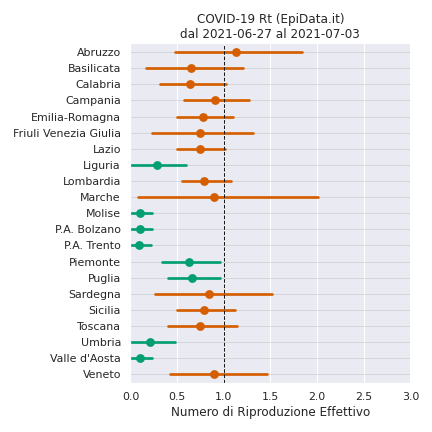 COVID-19 Rt (EpiData.it)
dal 2021-06-27 al 2021-07-03
Abruzzo
Basilicata
Calabria
Campania
Emilia-Romagna
Friuli Venezia Giulia
Lazio
Liguria
Lombardia
Marche
Molise
P.A. Bolzano
P.A. Trento
Piemonte
Puglia
Sardegna
Sicilia
Toscana
Umbria
Valle d'Aosta
Veneto
0.0 0.5 1.0 1.5 2.0 2.5 3.0
Numero di Riproduzione Effettivo